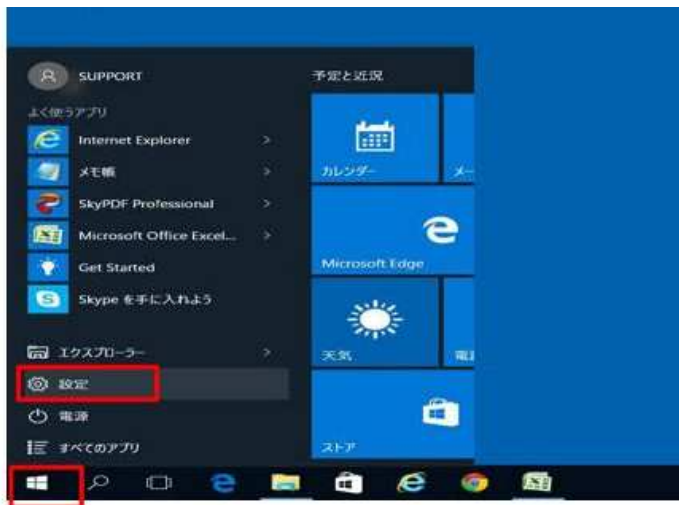 SUPPORT
よく使うアプリ
Internet Explorer
メモ帳
SkyPDF Professional
Microsoft Office Excel...
Get Started
Skype を手に入れよう
エクスプローラー
設定
電源
すべてのアプリ
予定と近況
カレンダー
メー
Microsoft Edge
天気
ストア